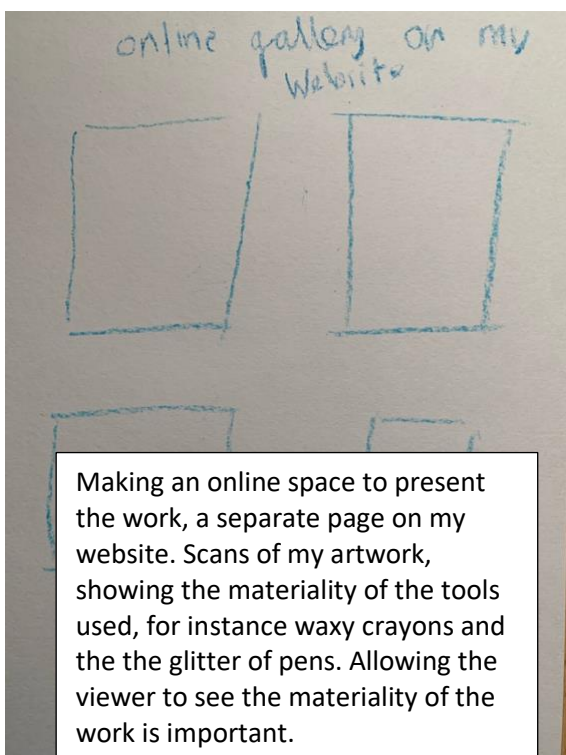 online gallery on my
Website
Making an online space to present
the work, a separate page on my
website. Scans of my artwork,
showing the materiality of the tools
used, for instance waxy crayons and
the the glitter of pens. Allowing the
viewer to see the materiality of the
work is important.